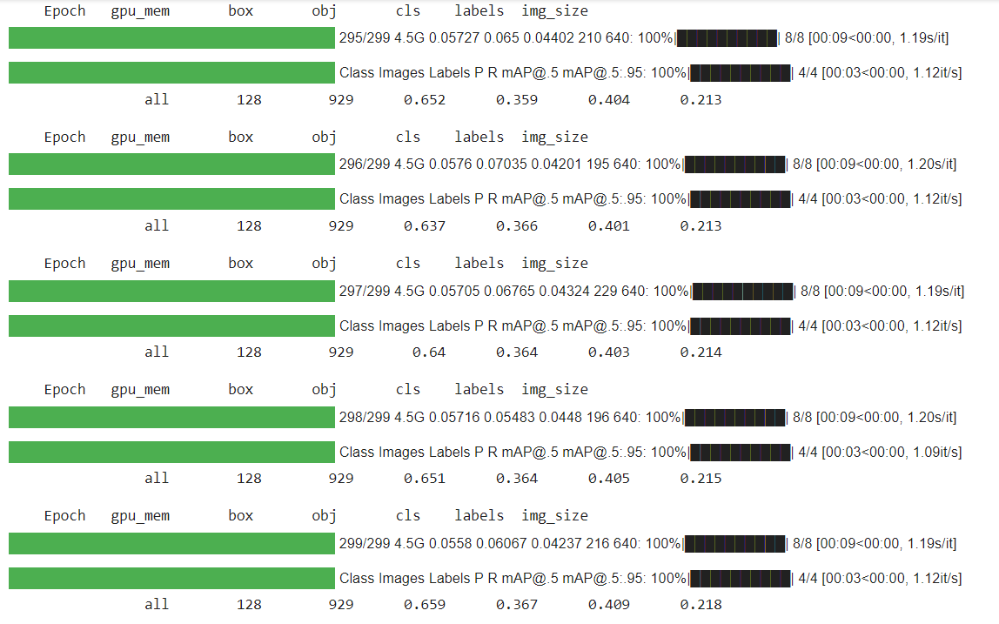 Epoch gpu_mem box obj cls labels img_size
295/299 4.5G 0.05727 0.065 0.04402 210 640: 100%|██████████| 8/8 [00:09<00:00, 1.19s/it]
Class Images Labels P R mAP@.5 mAP@.5:.95: 100%|██████████| 4/4 [00:03<00:00, 1.12it/s]
all 128 929 0.652 0.359 0.404 0.213
Epoch gpu_mem box obj cls labels img_size
296/299 4.5G 0.0576 0.07035 0.04201 195 640: 100%|██████████| 8/8 [00:09<00:00, 1.20s/it]
Class Images Labels P R mAP@.5 mAP@.5:.95: 100%|██████████| 4/4 [00:03<00:00, 1.12it/s]
all 128 929 0.637 0.366 0.401 0.213
Epoch gpu_mem box obj cls labels img_size
297/299 4.5G 0.05705 0.06765 0.04324 229 640: 100%|██████████| 8/8 [00:09<00:00, 1.19s/it]
Class Images Labels P R mAP@.5 mAP@.5:.95: 100%|██████████| 4/4 [00:03<00:00, 1.12it/s]
all 128 929 0.64 0.364 0.403 0.214
Epoch gpu_mem box obj cls labels img_size
298/299 4.5G 0.05716 0.05483 0.0448 196 640: 100%|██████████| 8/8 [00:09<00:00, 1.20s/it]
Class Images Labels P R mAP@.5 mAP@.5:.95: 100%|██████████| 4/4 [00:03<00:00, 1.09it/s]
all 128 929 0.651 0.364 0.405 0.215
Epoch gpu_mem box obj cls labels img_size
299/299 4.5G 0.0558 0.06067 0.04237 216 640: 100%|██████████| 8/8 [00:09<00:00, 1.19s/it]
Class Images Labels P R mAP@.5 mAP@.5:.95: 100%|██████████| 4/4 [00:03<00:00, 1.12it/s]
all 128 929 0.659 0.367 0.409 0.218